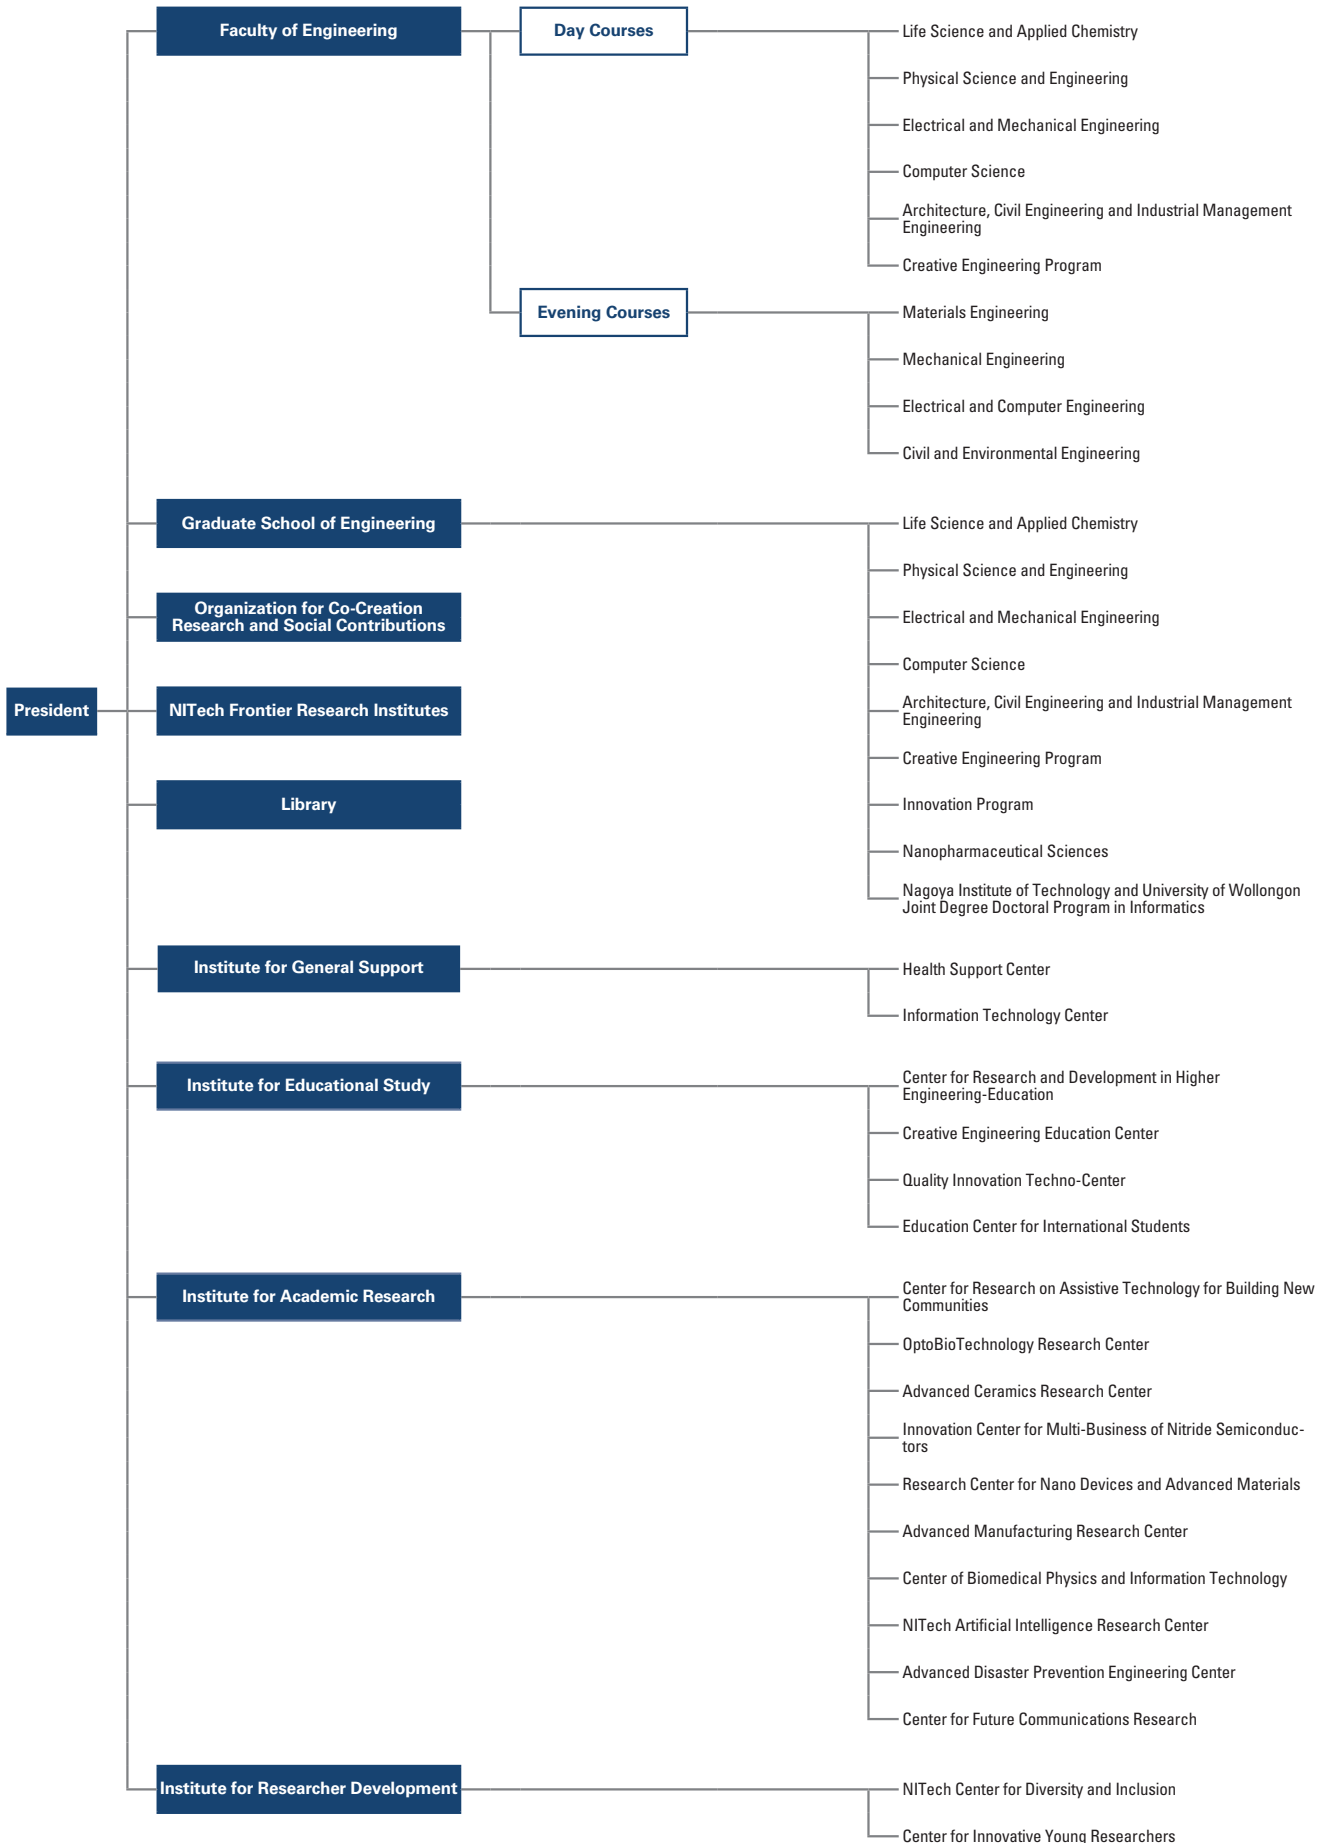 Faculty of Engineering
Day Courses
Life Science and Applied Chemistry
Physical Science and Engineering
Electrical and Mechanical Engineering
Computer Science
Architecture, Civil Engineering and Industrial Management
Engineering
Creative Engineering Program
Evening Courses
Materials Engineering
Mechanical Engineering
Electrical and Computer Engineering
Civil and Environmental Engineering
Graduate School of Engineering
Life Science and Applied Chemistry
Physical Science and Engineering
Electrical and Mechanical Engineering
Computer Science
Architecture, Civil Engineering and Industrial Management
Engineering
Creative Engineering Program
Innovation Program
Nanopharmaceutical Sciences
Nagoya Institute of Technology and University of Wollongon
Joint Degree Doctoral Program in Informatics
Organization for Co-Creation
Research and Social Contributions
President
NITech Frontier Research Institutes
Library
Institute for General Support
Health Support Center
Information Technology Center
Institute for Educational Study
Center for Research and Development in Higher
Engineering-Education
Creative Engineering Education Center
Quality Innovation Techno-Center
Education Center for International Students
Institute for Academic Research
Center for Research on Assistive Technology for Building New
Communities
OptoBioTechnology Research Center
Advanced Ceramics Research Center
Innovation Center for Multi-Business of Nitride Semiconduc-
tors
Research Center for Nano Devices and Advanced Materials
Advanced Manufacturing Research Center
Center of Biomedical Physics and Information Technology
NITech Artificial Intelligence Research Center
Advanced Disaster Prevention Engineering Center
Center for Future Communications Research
Institute for Researcher Development
NITech Center for Diversity and Inclusion
Center for Innovative Young Researchers